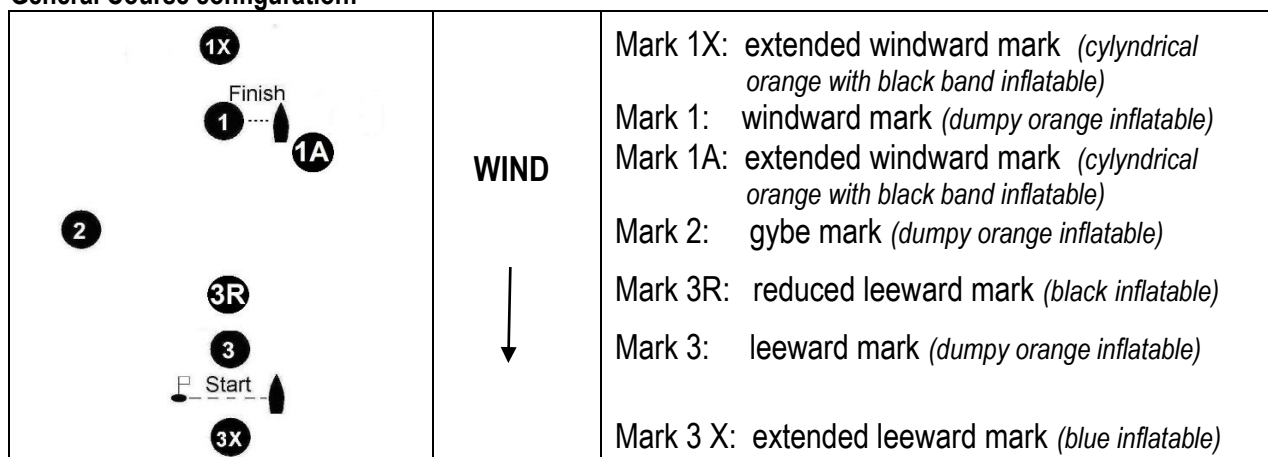 General Course configuration:
1X
Finish
1
1A
2
3R
3
Start
3X
WIND
Mark 1X: extended windward mark (cylyndrical
orange with black band inflatable)
Mark 1: windward mark (dumpy orange inflatable)
Mark 1A: extended windward mark (cylyndrical
orange with black band inflatable)
Mark 2: gybe mark (dumpy orange inflatable)
Mark 3R: reduced leeward mark (black inflatable)
Mark 3: leeward mark (dumpy orange inflatable)
Mark 3 X: extended leeward mark (blue inflatable)